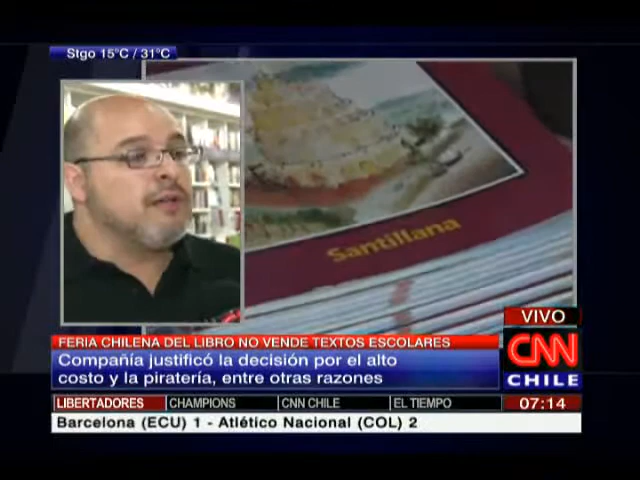 Stgo 15°C / 31°C
Santillana
VIVO
FERIA CHILENA DEL LIBRO NO VENDE TEXTOS ESCOLARES
Compañía justificó la decisión por el alto
costo y la piratería, entre otras razones
CNN
CHILE
LIBERTADORES CHAMPIONS CNN CHILE EL TIEMPO 07:14
Barcelona (ECU) 1 - Atlético Nacional (COL) 2